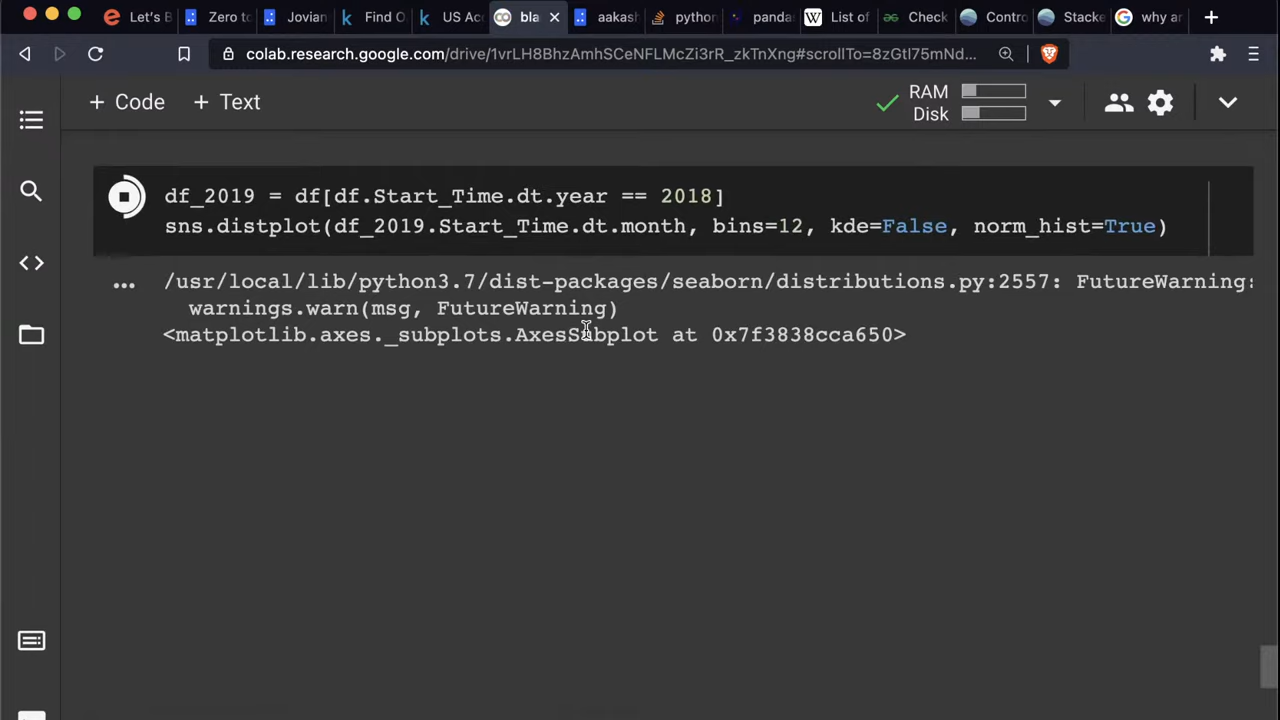 Let's B
Zero to
Jovian
Find O
US Acc
bla
aakash
python
panda
List of
Check
Contro
Stacke
why ar
colab.research.google.com/drive/1vrLH8BhzAmhSCeNFLMcZi3rR_zkTnXng#scrollTo=8zGtl75mNd...
+ Code + Text
RAM
Disk
df_2019 = df[df.Start_Time.dt.year == 2018]
sns.distplot(df_2019.Start_Time.dt.month, bins=12, kde=False, norm_hist=True)
/usr/local/lib/python3.7/dist-packages/seaborn/distributions.py:2557: FutureWarning:
warnings.warn(msg, FutureWarning)
<matplotlib.axes._subplots.AxesSubplot at 0x7f3838cca650>